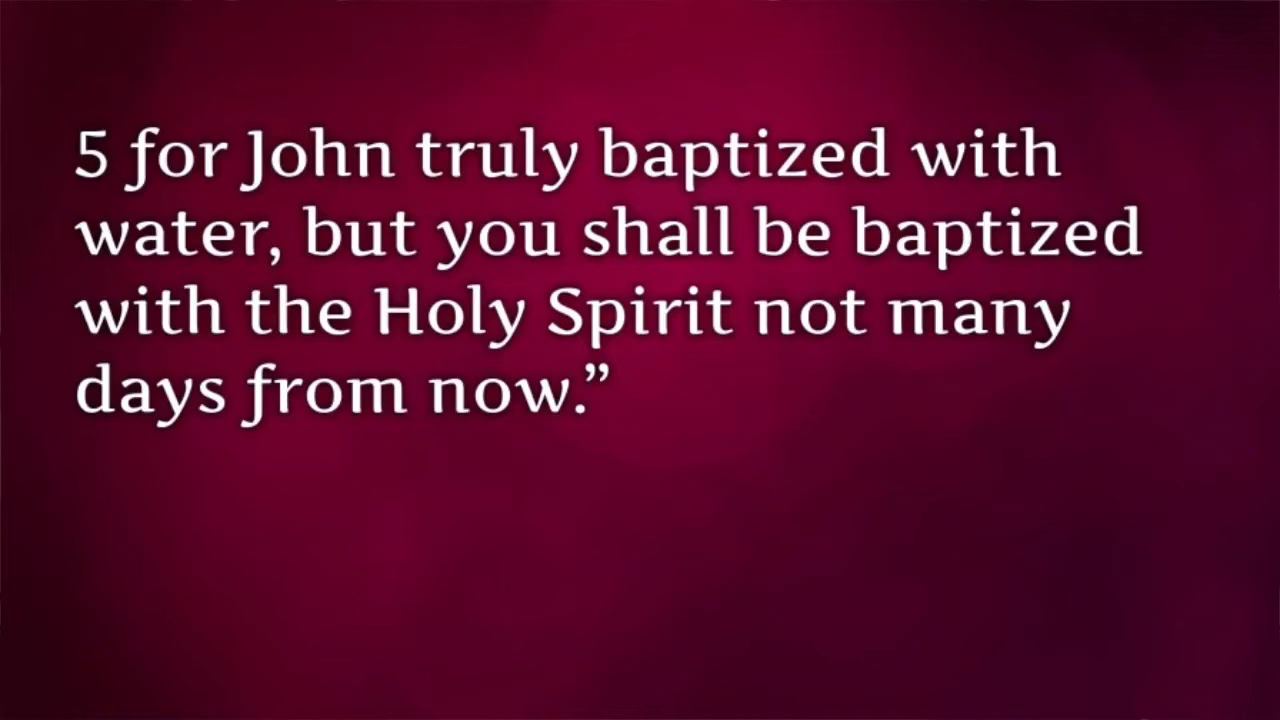 5 for John truly baptized with
water, but you shall be baptized
with the Holy Spirit not many
days from now.”